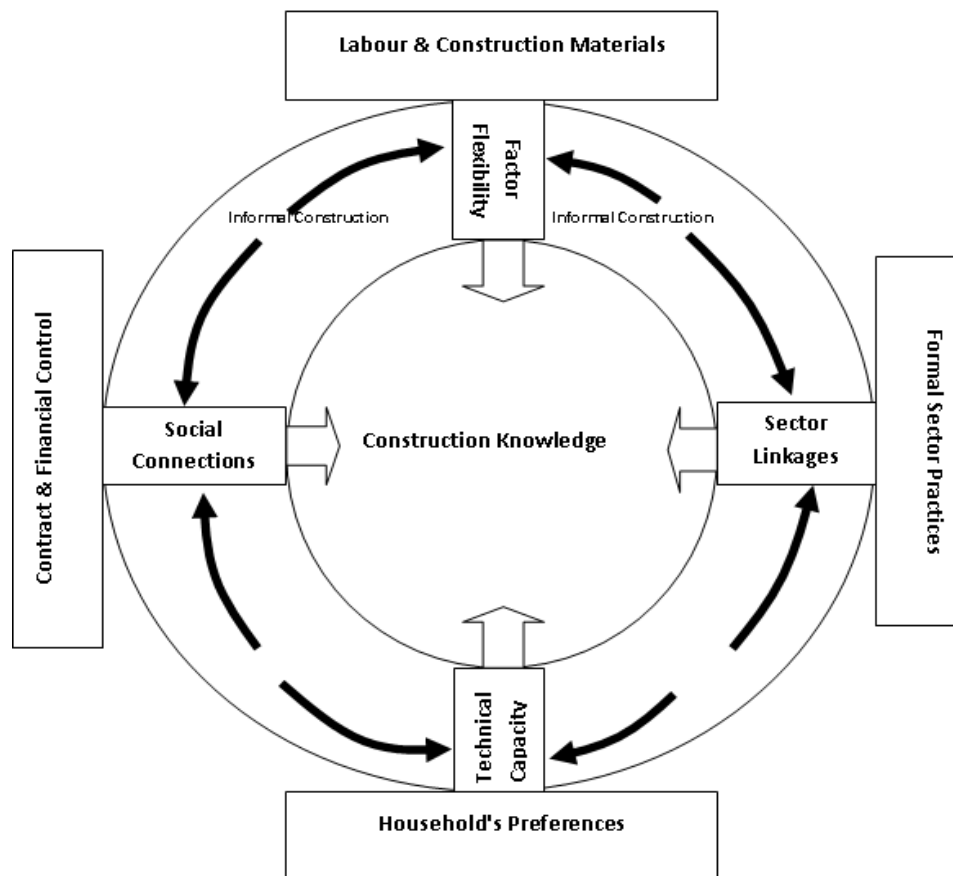 Labour & Construction Materials
Factor
Flexibility
Informal Construction
Informal Construction
Contract & Financial Control
Social
Connections
Construction Knowledge
Sector
Linkages
Formal Sector Practices
Technical
Capacity
Household's Preferences